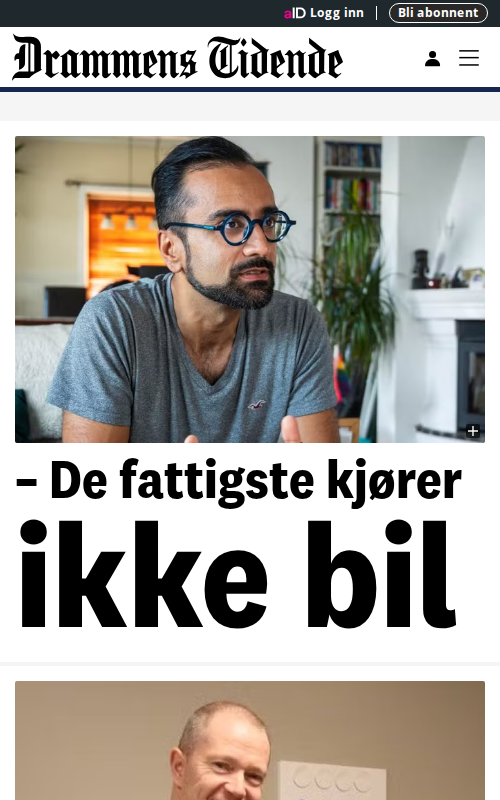 aID Logg inn
Bli abonnent
Drammens Tidende
– De fattigste kjører
ikke bil